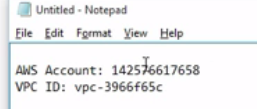 Untitled - Notepad
File Edit Format View Help
AWS Account: 142576617658
VPC ID: vpc-3966f65c